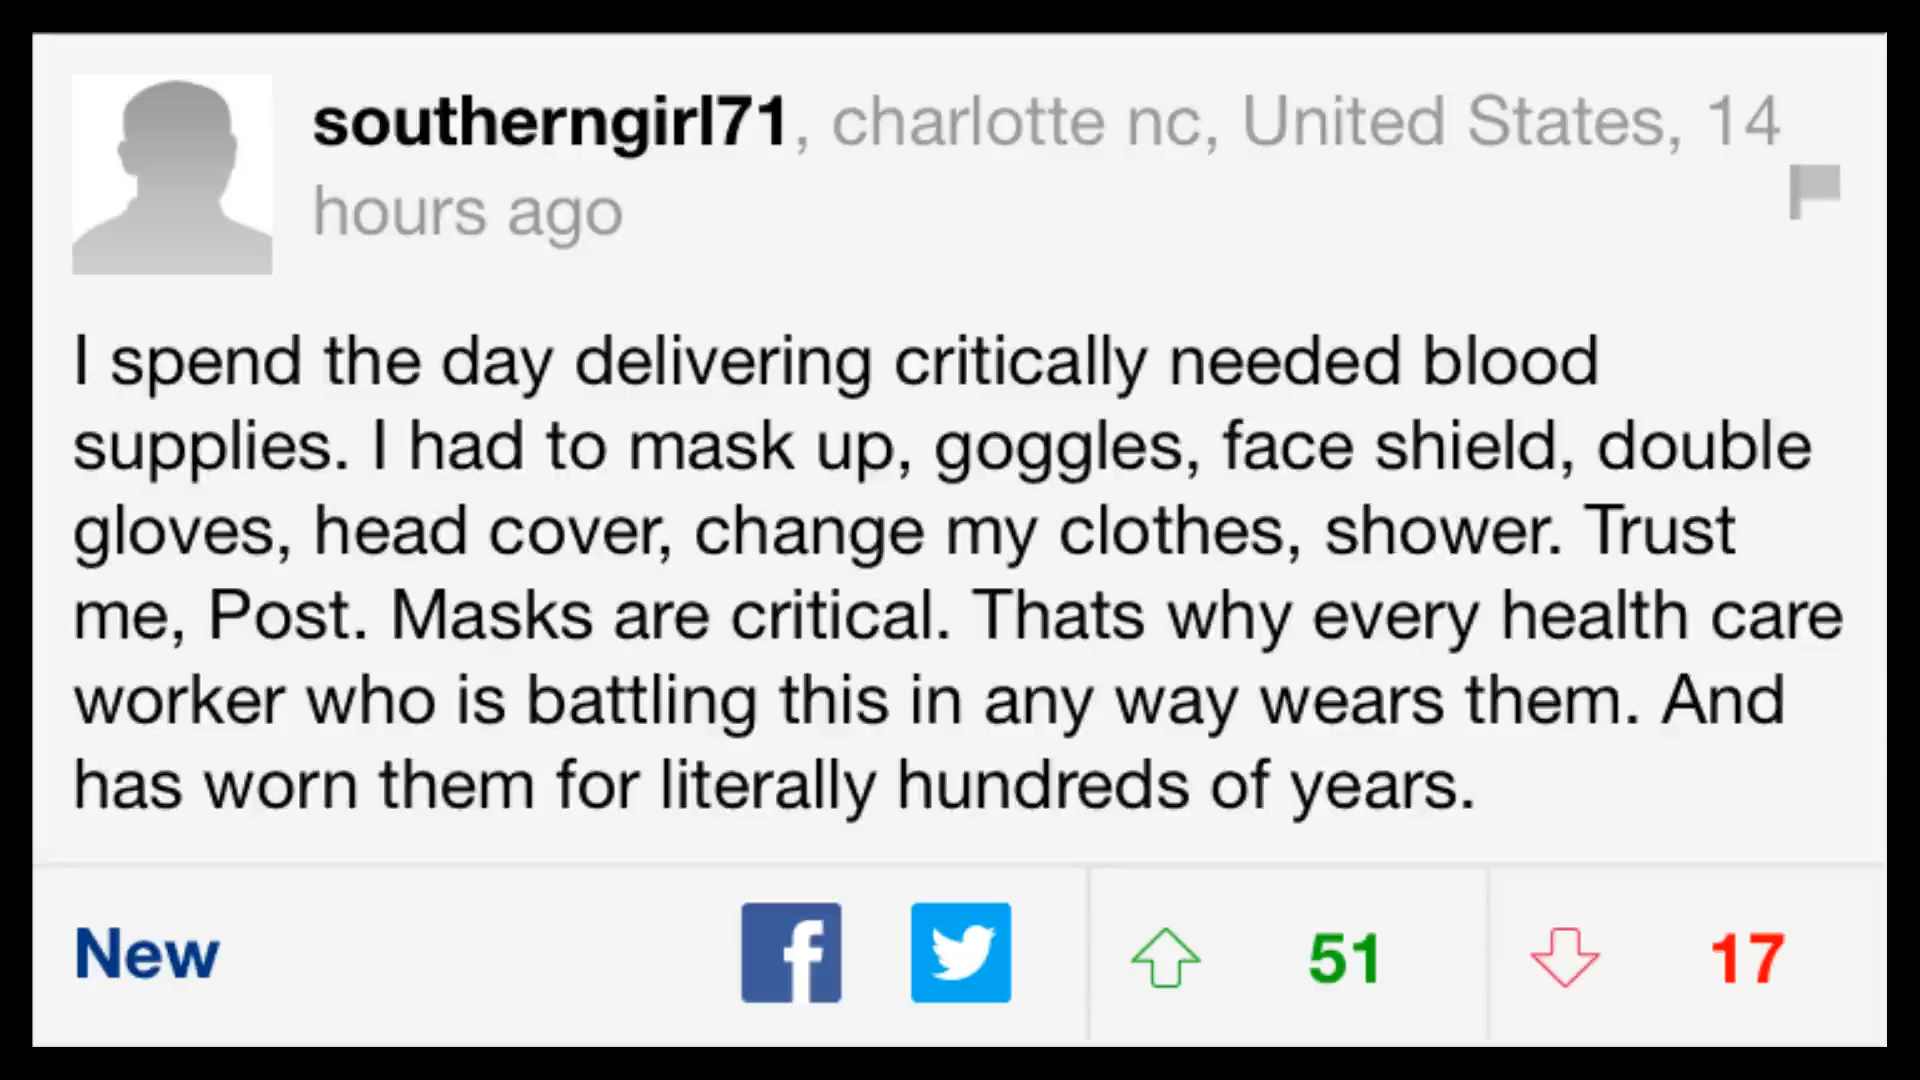 southerngirl71, charlotte nc, United States, 14
hours ago
I spend the day delivering critically needed blood
supplies. I had to mask up, goggles, face shield, double
gloves, head cover, change my clothes, shower. Trust
me, Post. Masks are critical. Thats why every health care
worker who is battling this in any way wears them. And
has worn them for literally hundreds of years.
New f 51 17